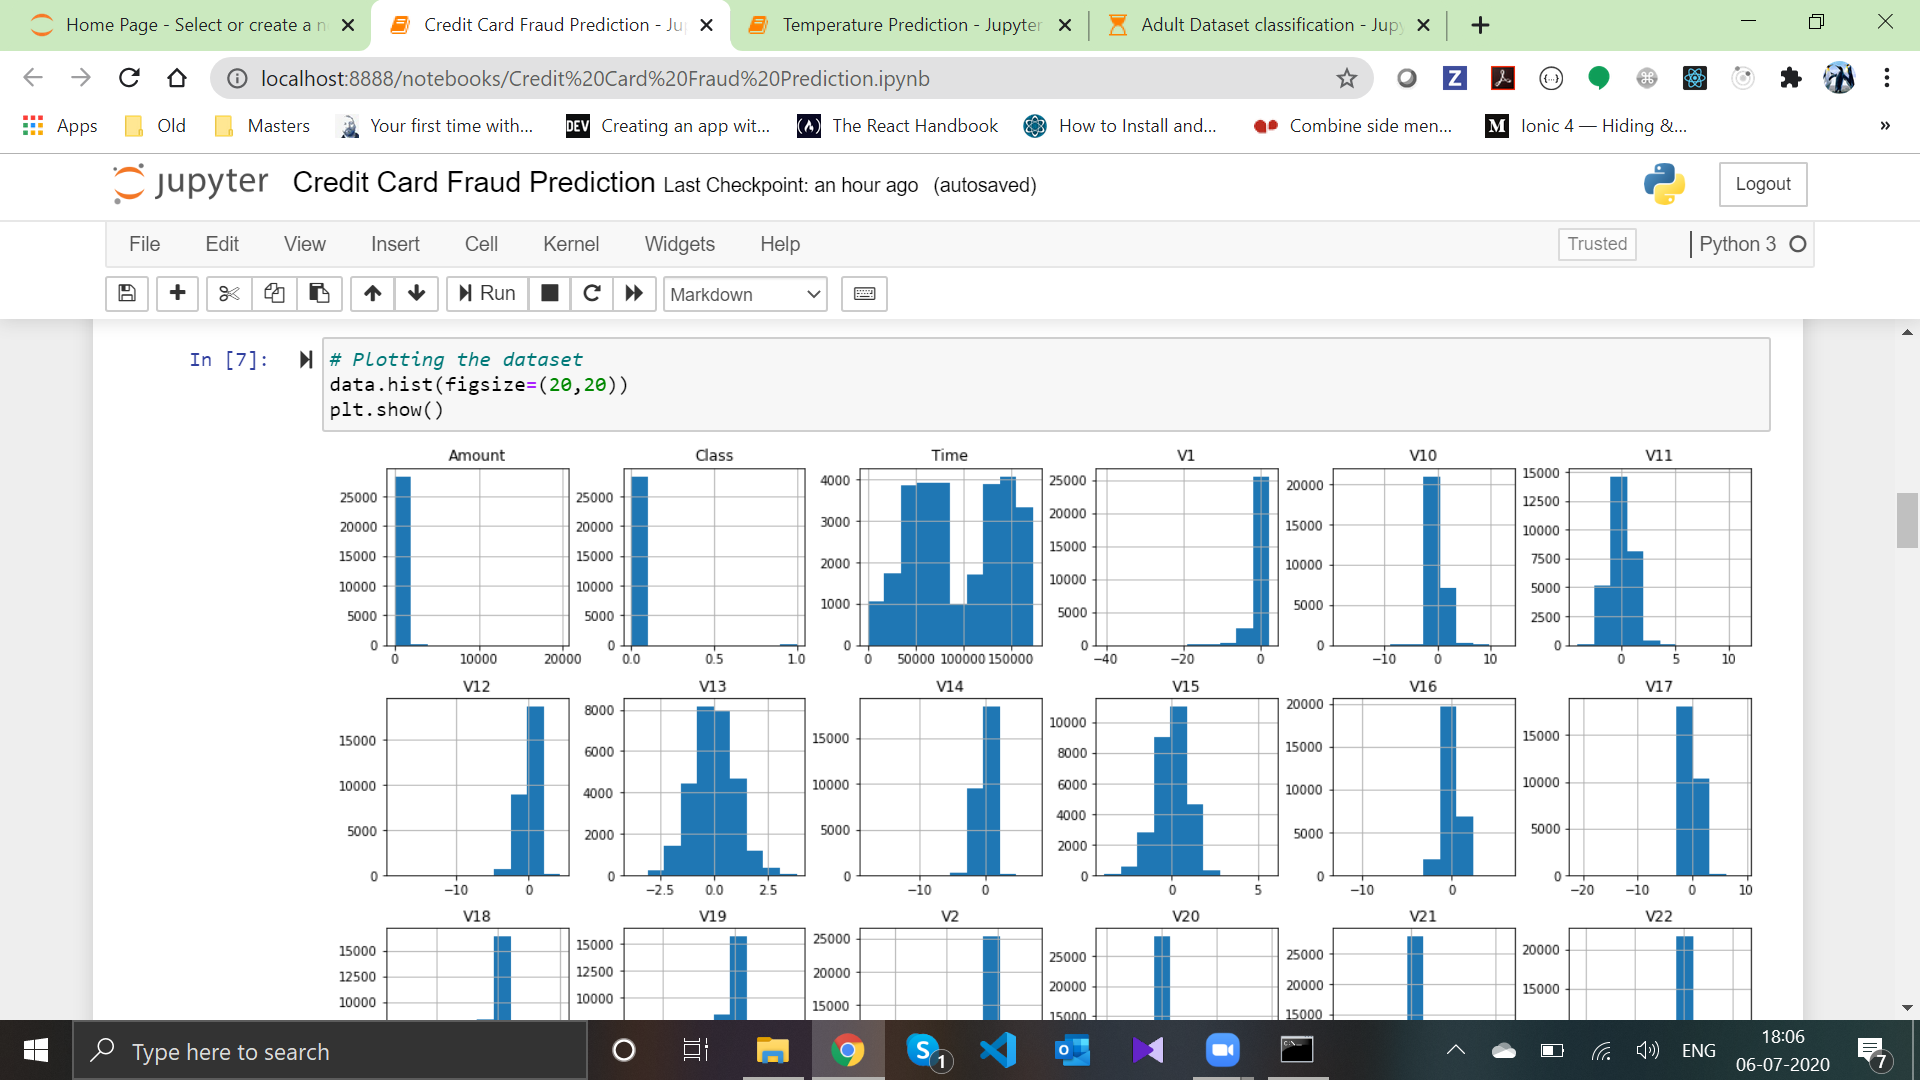 Home Page - Select or create a n
Credit Card Fraud Prediction - Ju
Temperature Prediction - Jupyter
Adult Dataset classification - Jup
localhost:8888/notebooks/Credit%20Card%20Fraud%20Prediction.ipynb
Apps
Old
Masters
Your first time with...
DEV
Creating an app wit...
The React Handbook
How to Install and...
Combine side men...
M
Ionic 4 — Hiding &...
»
jupyter
Credit Card Fraud Prediction Last Checkpoint: an hour ago (autosaved)
Logout
File Edit View Insert Cell Kernel Widgets Help
Trusted
Python 3
Run
Markdown
In [7]:
# Plotting the dataset
data.hist(figsize=(20,20))
plt.show()
Amount
25000
20000
15000
10000
5000
0
0 10000 20000
Class
25000
20000
15000
10000
5000
0
0.0 0.5 1.0
Time
4000
3000
2000
1000
0
0 50000 100000 150000
V1
25000
20000
15000
10000
5000
0
−40 −20 0
V10
20000
15000
10000
5000
0
−10 0 10
V11
15000
12500
10000
7500
5000
2500
0
0 5 10
V12
15000
10000
5000
0
−10 0
V13
8000
6000
4000
2000
0
−2.5 0.0 2.5
V14
15000
10000
5000
0
−10 0
V15
10000
8000
6000
4000
2000
0
0 5
V16
20000
15000
10000
5000
0
−10 0
V17
15000
10000
5000
0
−20 −10 0 10
V18
15000
12500
10000
V19
15000
12500
10000
V2
25000
20000
15000
V20
25000
20000
15000
V21
25000
20000
15000
V22
20000
15000
Type here to search
S
1
ENG
18:06
06-07-2020
7